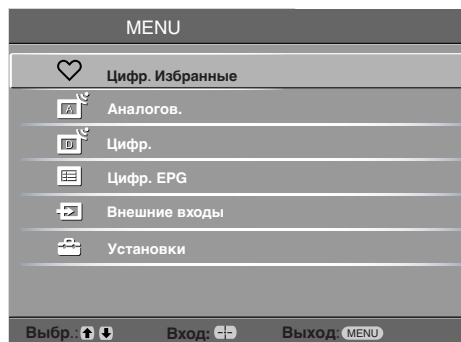 MENU
Цифр. Избранные
Аналогов.
Цифр.
Цифр. EPG
Внешние входы
Установки
Выбр.: Вход: Выход: MENU